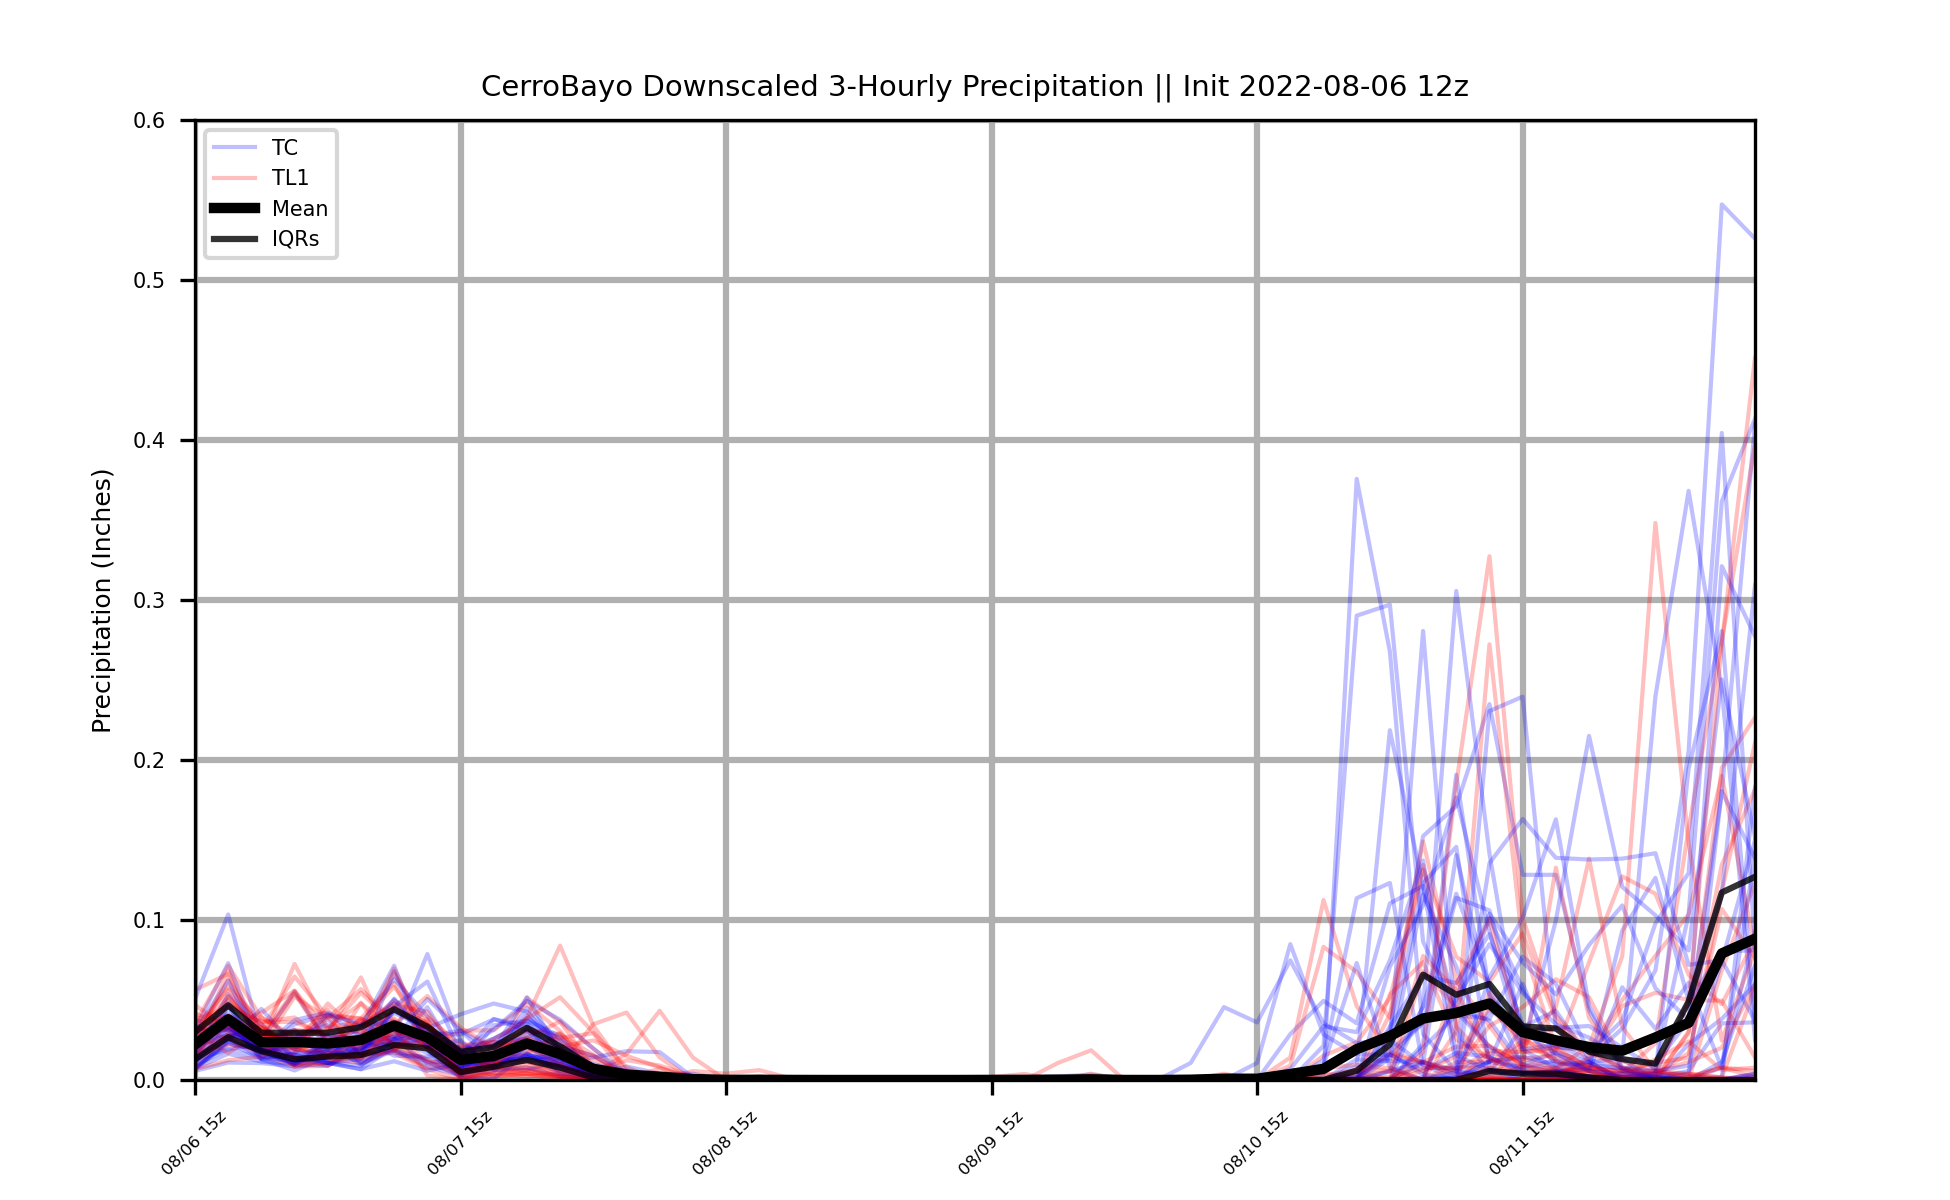 CerroBayo Downscaled 3-Hourly Precipitation || Init 2022-08-06 12z
0.6
0.5
0.4
0.3
0.2
0.1
0.0
Precipitation (Inches)
TC
TL1
Mean
IQRs
08/06 15z
08/07 15z
08/08 15z
08/09 15z
08/10 15z
08/11 15z